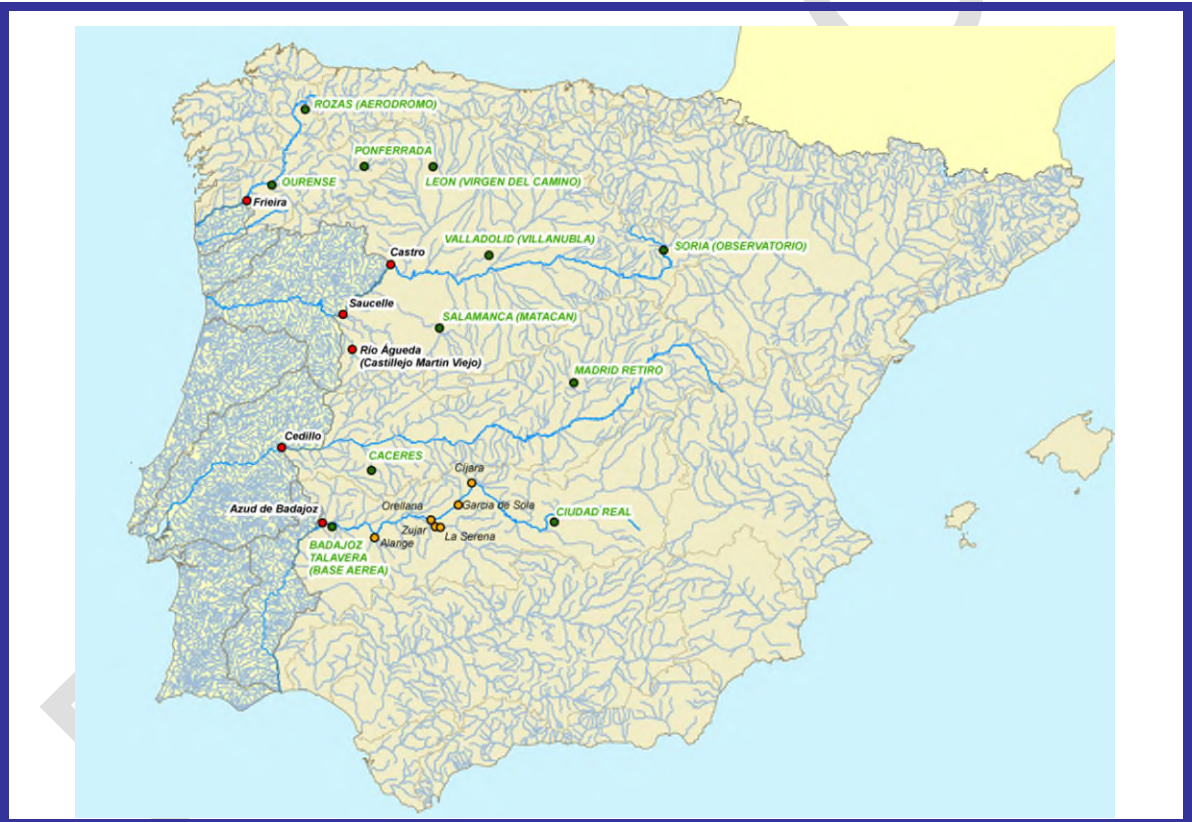 ROZAS (AERODROMO)
PONFERRADA
OURENSE
LEON (VIRGEN DEL CAMINO)
Frieira
VALLADOLID (VILLANUBLA)
SORIA (OBSERVATORIO)
Castro
Saucelle
SALAMANCA (MATACAN)
Río Águeda
(Castillejo Martin Viejo)
MADRID RETIRO
Cedillo
CACERES
Cijara
Orellana
Garcia de Sola
Azud de Badajoz
CIUDAD REAL
Zujar
La Serena
Alange
BADAJOZ
TALAVERA
(BASE AEREA)